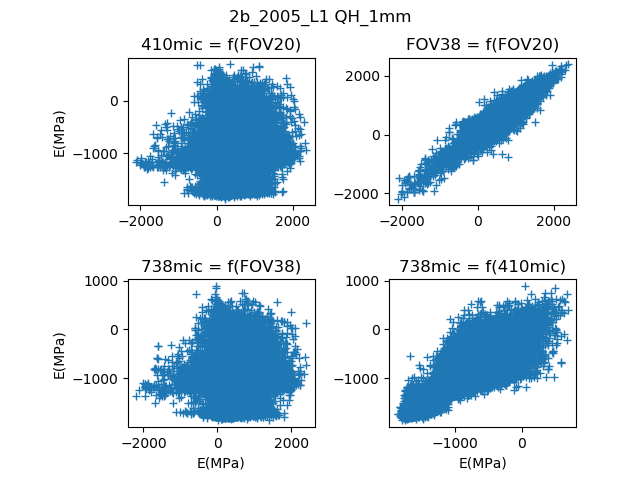 2b_2005_L1 QH_1mm
410mic = f(FOV20)
FOV38 = f(FOV20)
E(MPa)
0
−1000
−2000
0
2000
2000
0
−2000
−2000
0
2000
738mic = f(FOV38)
738mic = f(410mic)
E(MPa)
1000
0
−1000
−2000
0
2000
E(MPa)
1000
0
−1000
−1000
0
E(MPa)